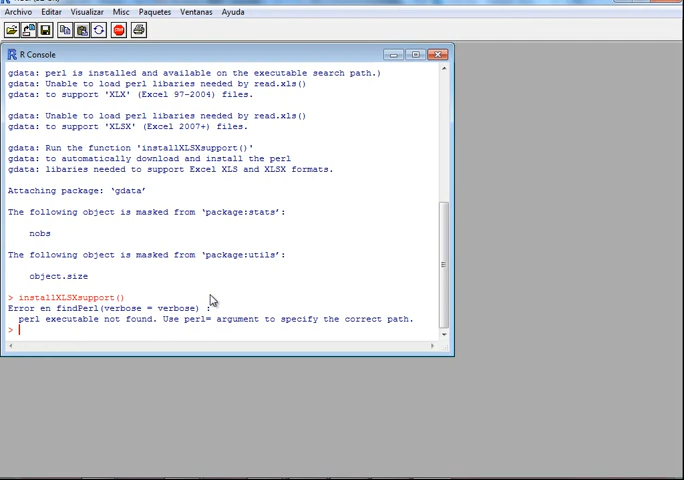 Archivo Editar Visualizar Misc Paquetes Ventanas Ayuda
STOP
R Console
gdata: perl is installed and available on the executable search path.)
gdata: Unable to load perl libaries needed by read.xls()
gdata: to support 'XLX' (Excel 97-2004) files.
gdata: Unable to load perl libaries needed by read.xls()
gdata: to support 'XLSX' (Excel 2007+) files.
gdata: Run the function 'installXLSXsupport()'
gdata: to automatically download and install the perl
gdata: libaries needed to support Excel XLS and XLSX formats.
Attaching package: ‘gdata’
The following object is masked from ‘package:stats’:
nobs
The following object is masked from ‘package:utils’:
object.size
> installXLSXsupport()
Error en findPerl(verbose = verbose) :
perl executable not found. Use perl= argument to specify the correct path.
>